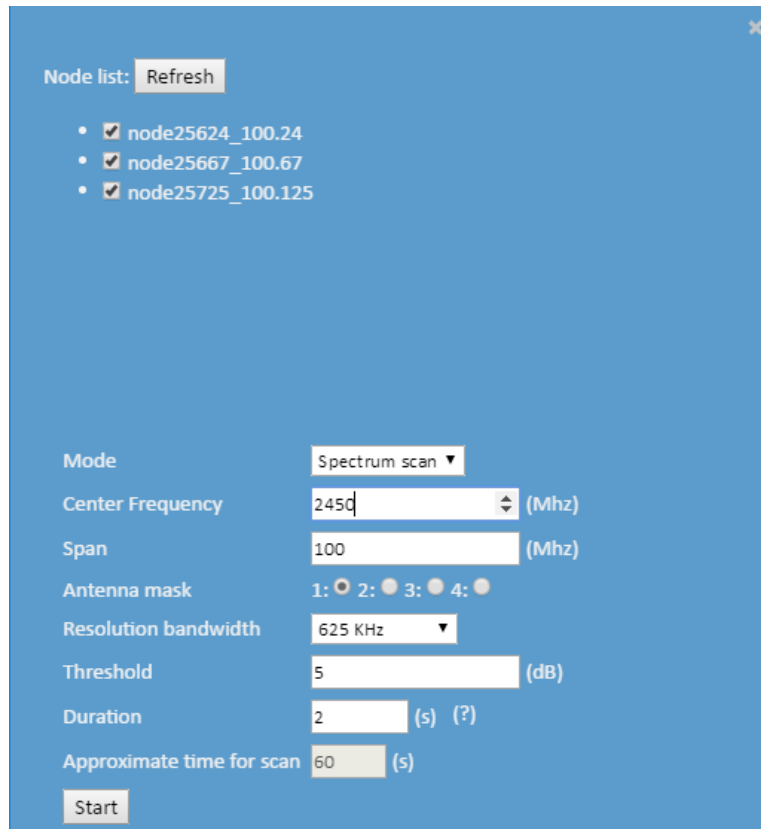 Node list: Refresh
node25624_100.24
node25667_100.67
node25725_100.125
Mode Spectrum scan
Center Frequency 2450 (Mhz)
Span 100 (Mhz)
Antenna mask 1: 2: 3: 4:
Resolution bandwidth 625 KHz
Threshold 5 (dB)
Duration 2 (s) (?)
Approximate time for scan 60 (s)
Start